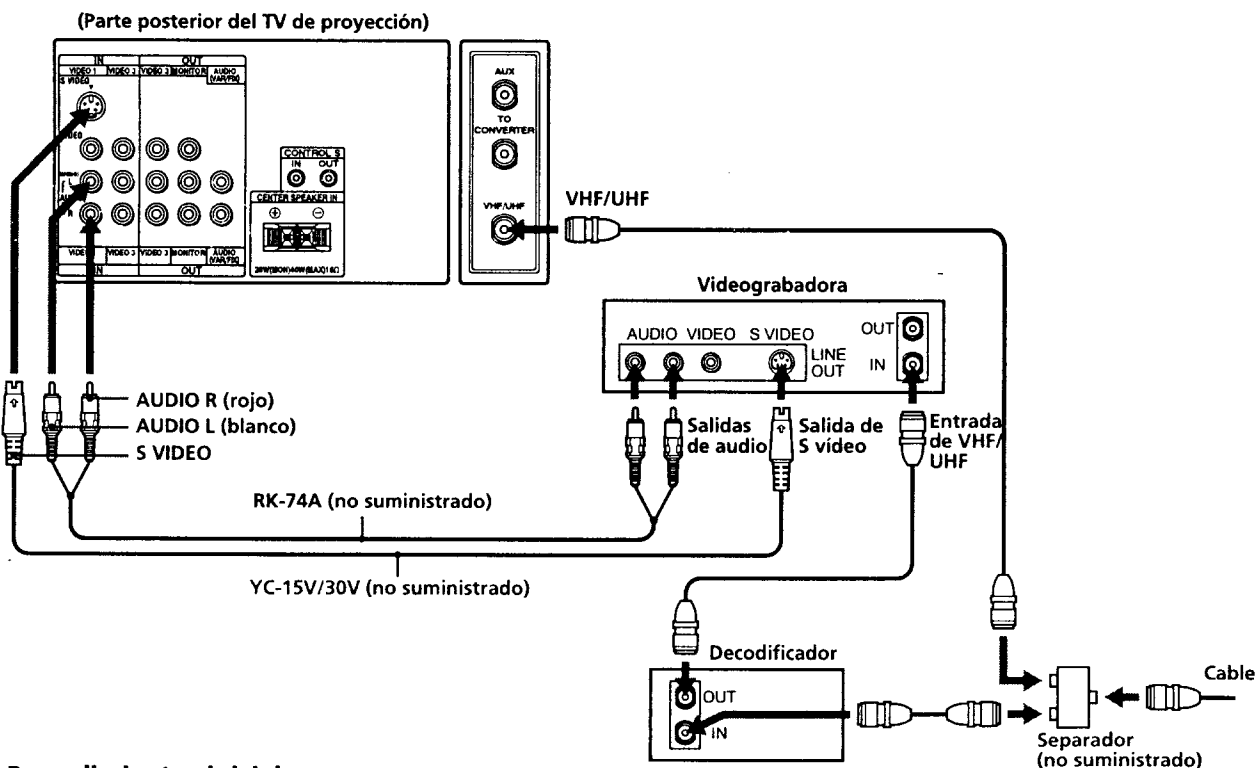 (Parte posterior del TV de proyección)
IN OUT
VIDEO 1 VIDEO 3 VIDEO 3 MONITOR AUDIO
(VAR/FIX)
S VIDEO
AUX
TO
CONVERTER
CONTROL S
IN OUT
L
R
CENTER SPEAKER IN
VHF/UHF
VHF/UHF
VIDEO 3 VIDEO 3 MONITOR AUDIO
(VAR/FIX)
IN OUT
Videograbadora
AUDIO VIDEO S VIDEO
LINE
OUT
OUT
IN
AUDIO R (rojo)
AUDIO L (blanco)
S VIDEO
Salidas
de audio
Salida de
S vídeo
Entrada
de VHF/
UHF
RK-74A (no suministrado)
YC-15V/30V (no suministrado)
Decodificador
OUT
IN
Cable
Separador
(no suministrado)